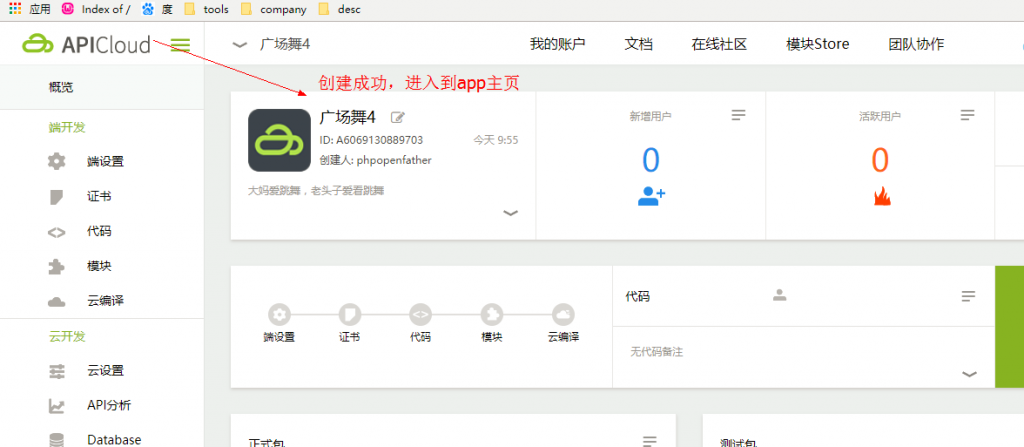 应用 Index of / 度 tools company desc
APICloud
广场舞4 我的账户 文档 在线社区 模块Store 团队协作
创建成功，进入到app主页
概览
端开发
端设置
证书
代码
模块
云编译
云开发
云设置
API分析
Database
广场舞4
ID: A6069130889703 今天 9:55
创建人: phpopenfather
大妈爱跳舞，老头子爱看跳舞
新增用户
0
活跃用户
0
端设置 证书 代码 模块 云编译
代码
无代码备注
正式包 测试包